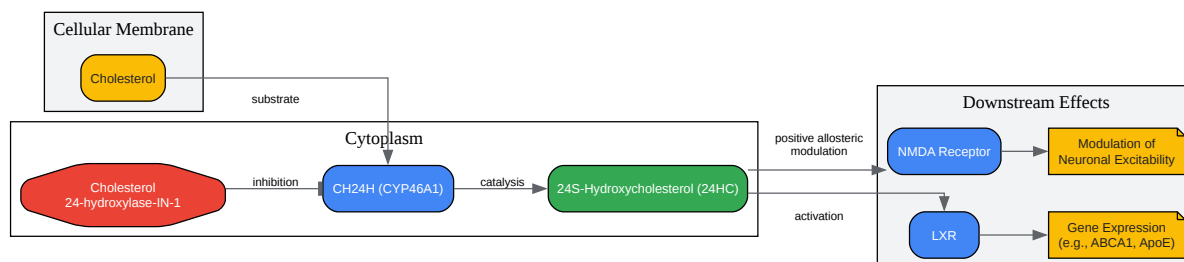 Cellular Membrane
Cholesterol
substrate
Cytoplasm
Cholesterol
24-hydroxylase-IN-1
inhibition
CH24H (CYP46A1)
catalysis
24S-Hydroxycholesterol (24HC)
positive allosteric
modulation
activation
Downstream Effects
NMDA Receptor
Modulation of
Neuronal Excitability
LXR
Gene Expression
(e.g., ABCA1, ApoE)